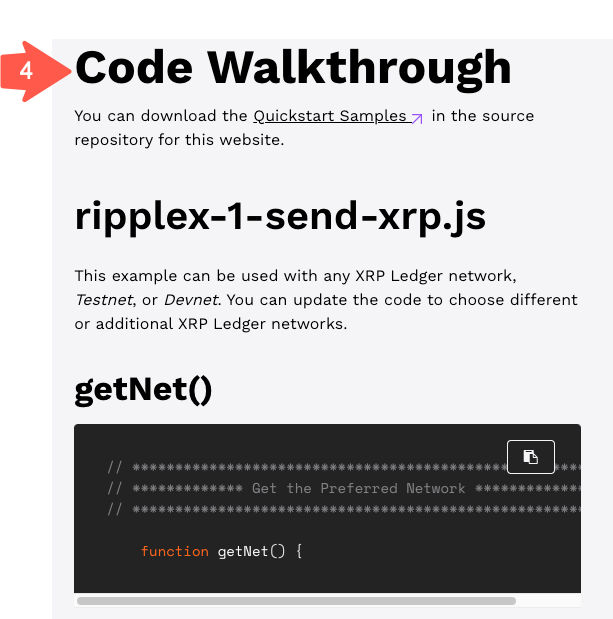 4
Code Walkthrough
You can download the Quickstart Samples in the source
repository for this website.
ripplex-1-send-xrp.js
This example can be used with any XRP Ledger network,
Testnet, or Devnet. You can update the code to choose different
or additional XRP Ledger networks.
getNet()
// *******************************************************
// ************* Get the Preferred Network *************
// *******************************************************
function getNet() {